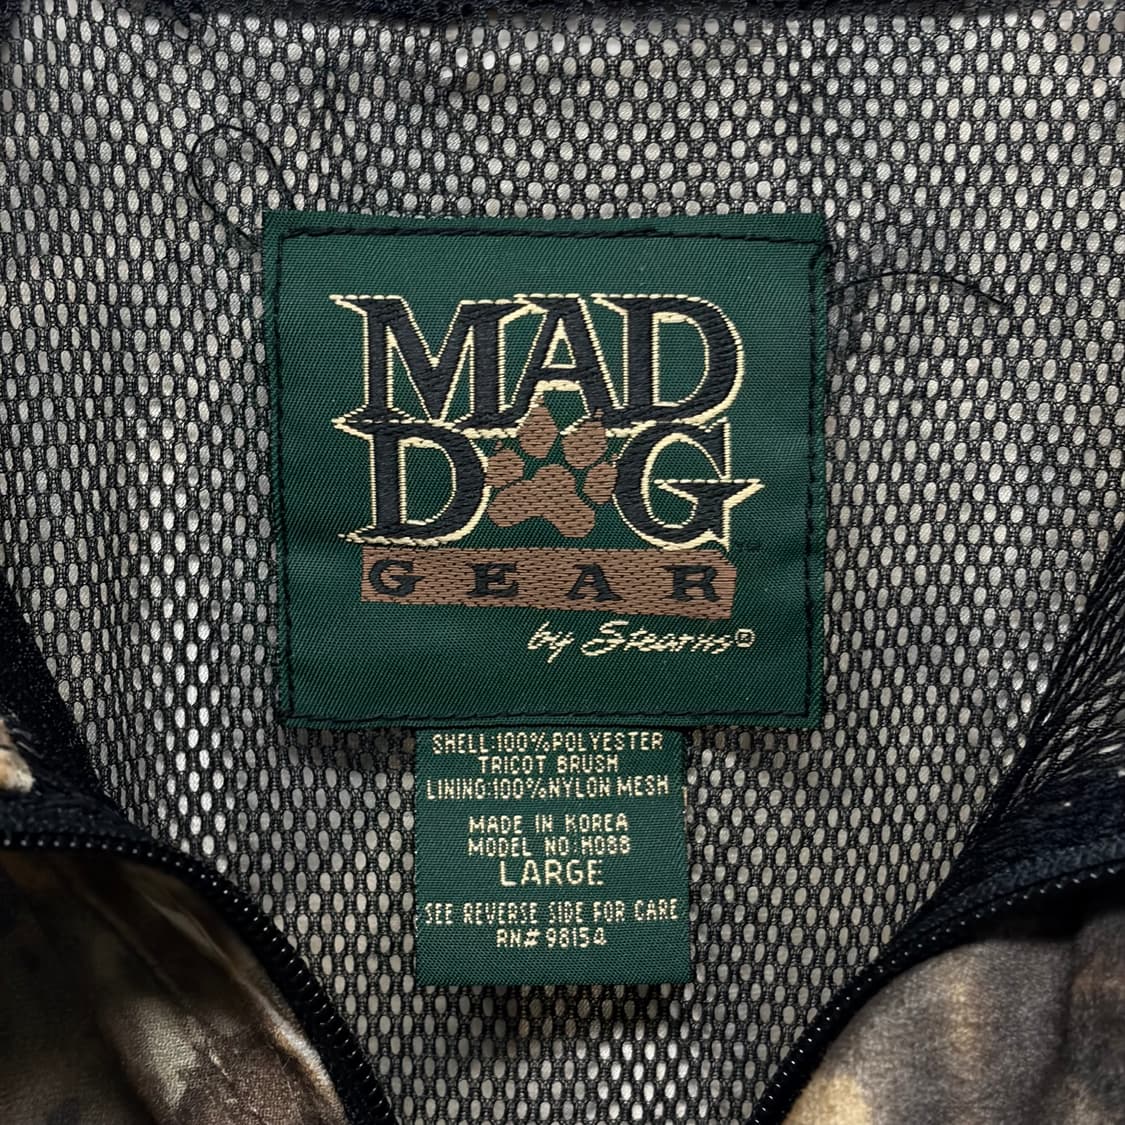 MAD
DOG
GEAR
by Stearns®
SHELL:100%POLYESTER
TRICOT BRUSH
LINING:100%NYLON MESH
MADE IN KOREA
MODEL NO:H088
LARGE
SEE REVERSE SIDE FOR CARE
RN# 98154